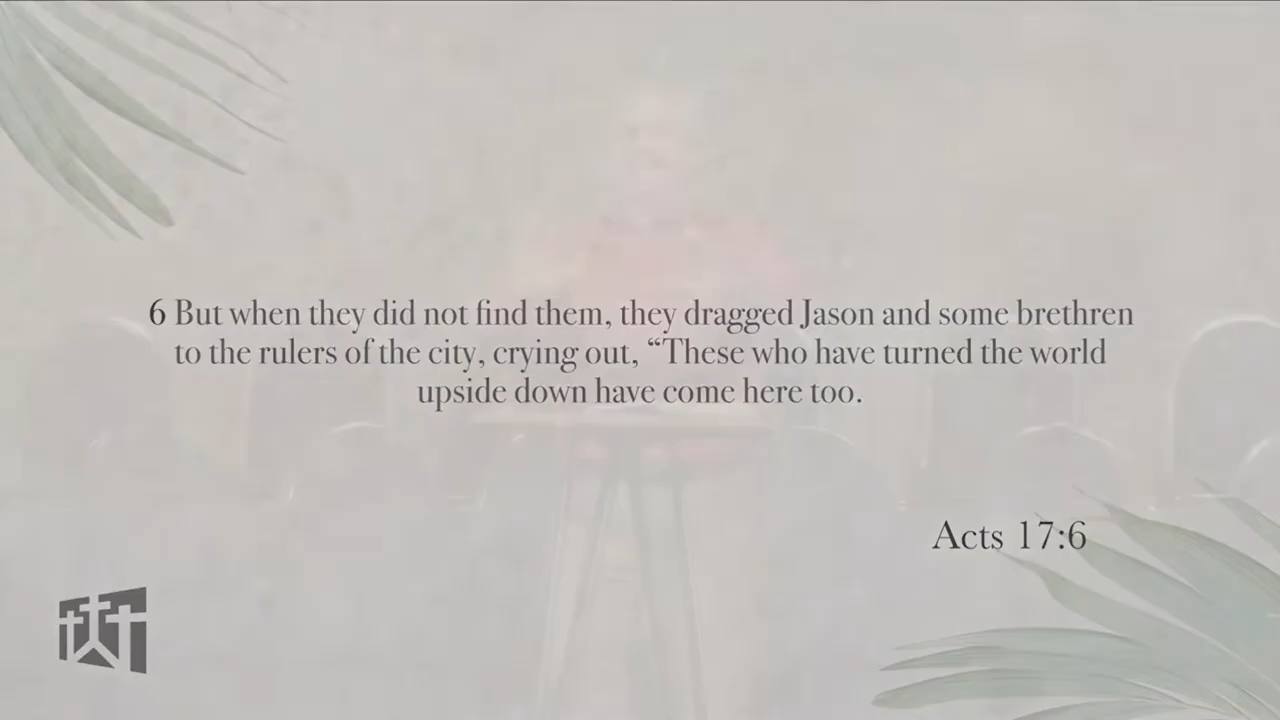 6 But when they did not find them, they dragged Jason and some brethren
to the rulers of the city, crying out, “These who have turned the world
upside down have come here too.
Acts 17:6